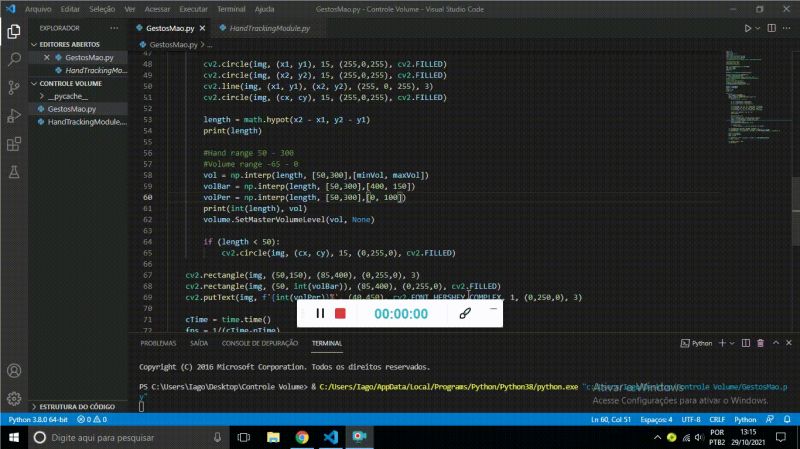 Arquivo Editar Seleção Ver Acessar Executar Terminal Ajuda GestosMao.py - Controle Volume - Visual Studio Code
EXPLORADOR ...
EDITORES ABERTOS
GestosMao.py
HandTrackingMo...
CONTROLE VOLUME
__pycache__
GestosMao.py
HandTrackingModule....
ESTRUTURA DO CÓDIGO
GestosMao.py HandTrackingModule.py
GestosMao.py > ...
47
48 cv2.circle(img, (x1, y1), 15, (255,0,255), cv2.FILLED)
49 cv2.circle(img, (x2, y2), 15, (255,0,255), cv2.FILLED)
50 cv2.line(img, (x1, y1), (x2, y2), (255, 0, 255), 3)
51 cv2.circle(img, (cx, cy), 15, (255,0,255), cv2.FILLED)
52
53 length = math.hypot(x2 - x1, y2 - y1)
54 print(length)
55
56 #Hand range 50 - 300
57 #Volume range -65 - 0
58 vol = np.interp(length, [50,300],[minVol, maxVol])
59 volBar = np.interp(length, [50,300],[400, 150])
60 volPer = np.interp(length, [50,300],[0, 100])
61 print(int(length), vol)
62 volume.SetMasterVolumeLevel(vol, None)
63
64 if (length < 50):
65 cv2.circle(img, (cx, cy), 15, (0,255,0), cv2.FILLED)
66
67 cv2.rectangle(img, (50,150), (85,400), (0,255,0), 3)
68 cv2.rectangle(img, (50, int(volBar)), (85,400), (0,255,0), cv2.FILLED)
69 cv2.putText(img, f'{int(volPer)}%', (40,450), cv2.FONT_HERSHEY_COMPLEX, 1, (0,250,0), 3)
70
71 cTime = time.time()
72 fps = 1/(cTime-pTime)
00:00:00
PROBLEMAS SAÍDA CONSOLE DE DEPURAÇÃO TERMINAL Python
Copyright (C) 2016 Microsoft Corporation. Todos os direitos reservados.
PS C:\Users\Iago\Desktop\Controle Volume> & C:/Users/Iago/AppData/Local/Programs/Python/Python38/python.exe "c:/Users/Iago/Desktop/Controle Volume/GestosMao.p
y"
Ativar o Windows
Acesse Configurações para ativar o Windows.
Python 3.8.0 64-bit 0 0 Ln 60, Col 51 Espaços: 4 UTF-8 CRLF Python
Digite aqui para pesquisar
POR
PTB2
13:15
29/10/2021